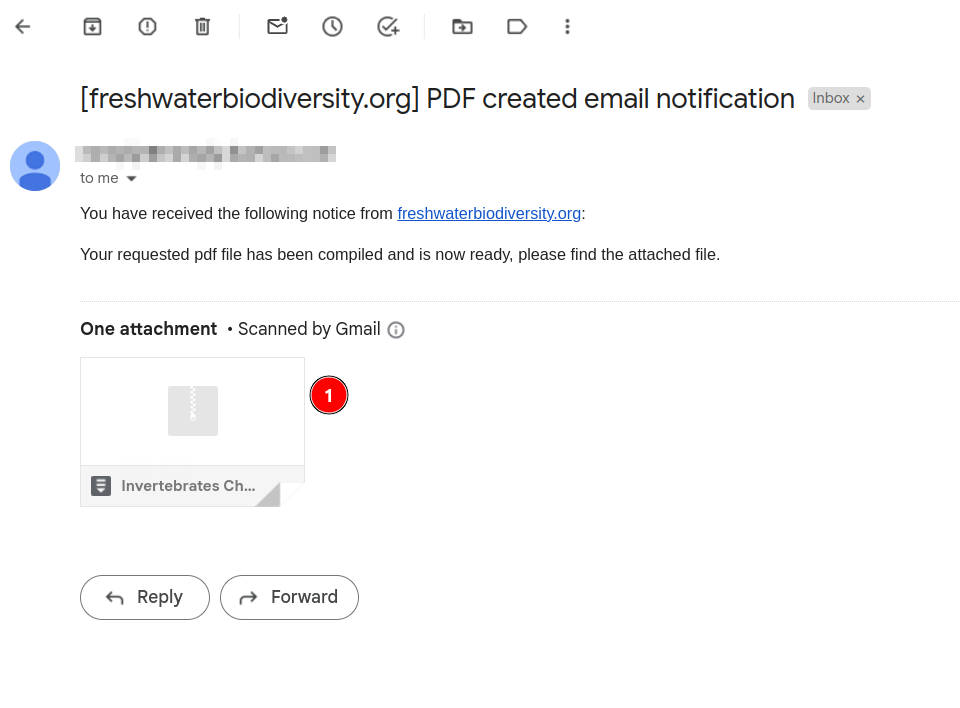 [freshwaterbiodiversity.org] PDF created email notification Inbox ×
to me
You have received the following notice from freshwaterbiodiversity.org:
Your requested pdf file has been compiled and is now ready, please find the attached file.
One attachment • Scanned by Gmail
1
Invertebrates Ch...
Reply Forward